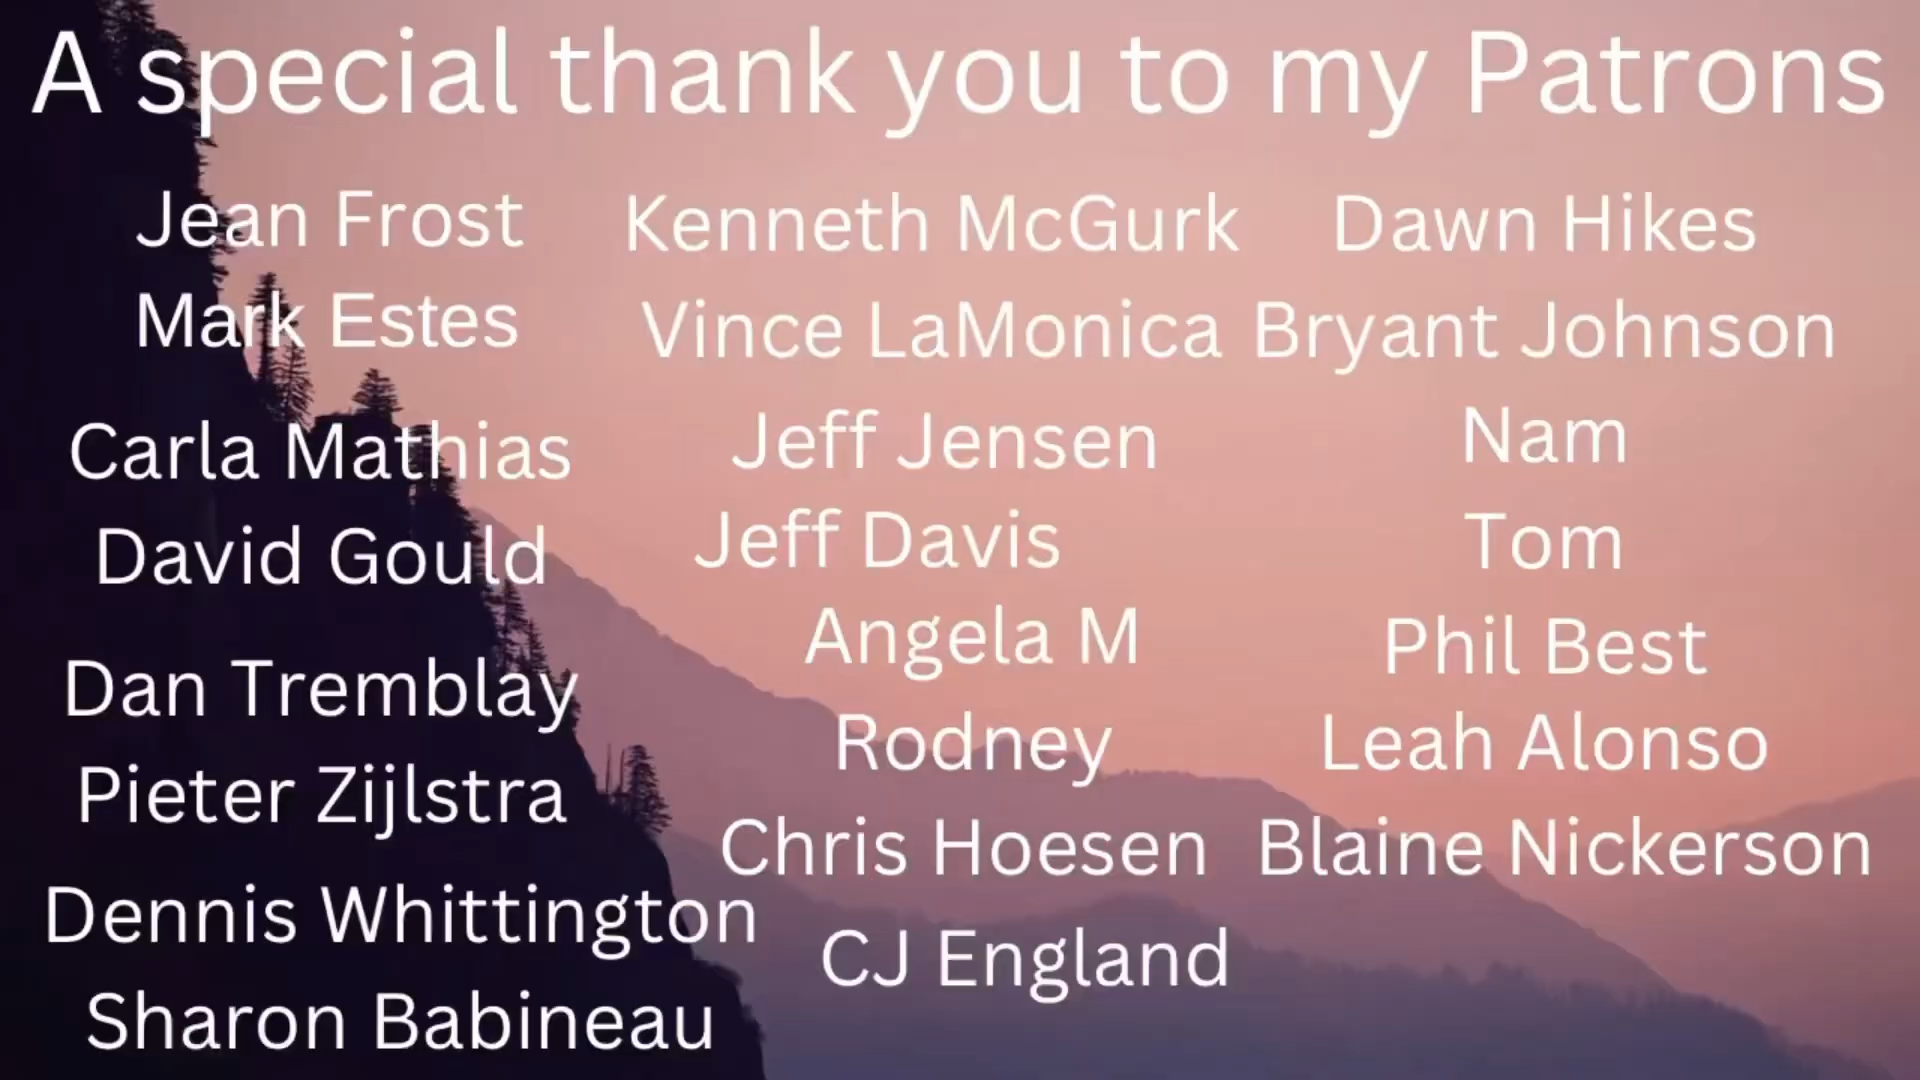 A special thank you to my Patrons
Jean Frost
Mark Estes
Carla Mathias
David Gould
Dan Tremblay
Pieter Zijlstra
Dennis Whittington
Sharon Babineau
Kenneth McGurk
Vince LaMonica
Jeff Jensen
Jeff Davis
Angela M
Rodney
Chris Hoesen
CJ England
Dawn Hikes
Bryant Johnson
Nam
Tom
Phil Best
Leah Alonso
Blaine Nickerson